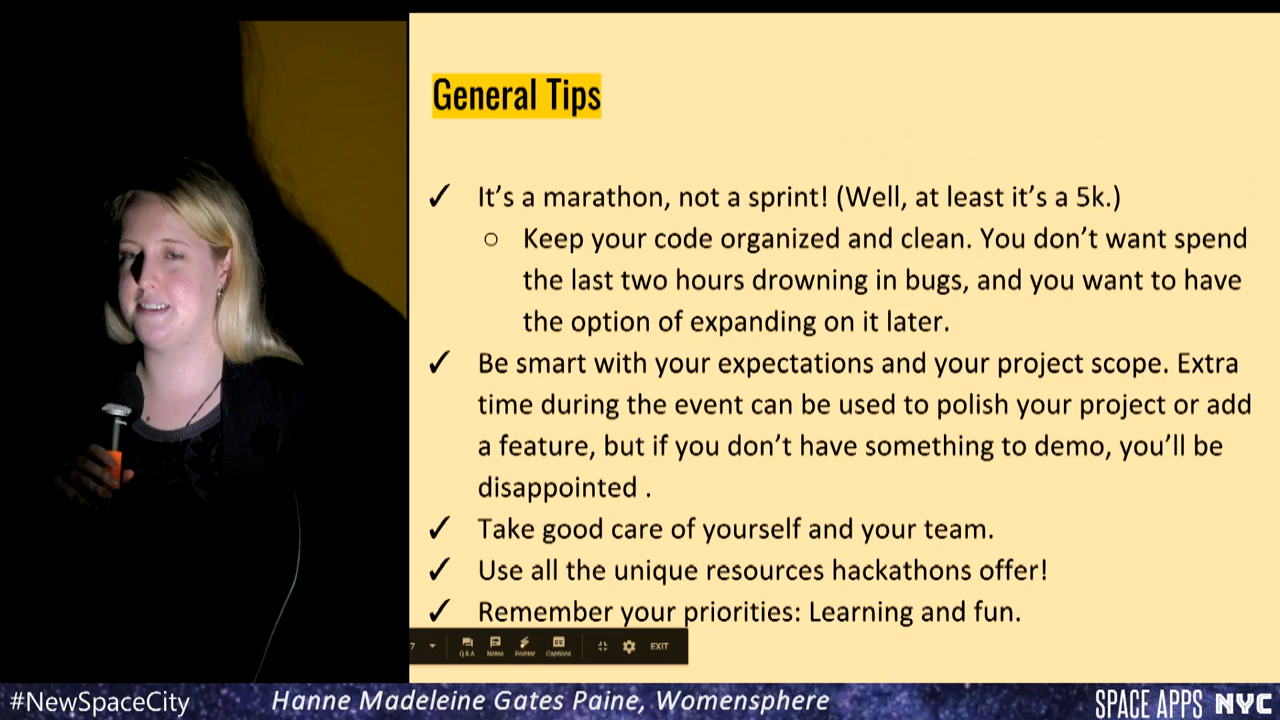 General Tips
✓ It's a marathon, not a sprint! (Well, at least it's a 5k.)
○ Keep your code organized and clean. You don't want spend
the last two hours drowning in bugs, and you want to have
the option of expanding on it later.
✓ Be smart with your expectations and your project scope. Extra
time during the event can be used to polish your project or add
a feature, but if you don't have something to demo, you'll be
disappointed .
✓ Take good care of yourself and your team.
✓ Use all the unique resources hackathons offer!
✓ Remember your priorities: Learning and fun.
7 Q&A Notes Pointer Captions EXIT
#NewSpaceCity Hanne Madeleine Gates Paine, Womensphere SPACE APPS NYC